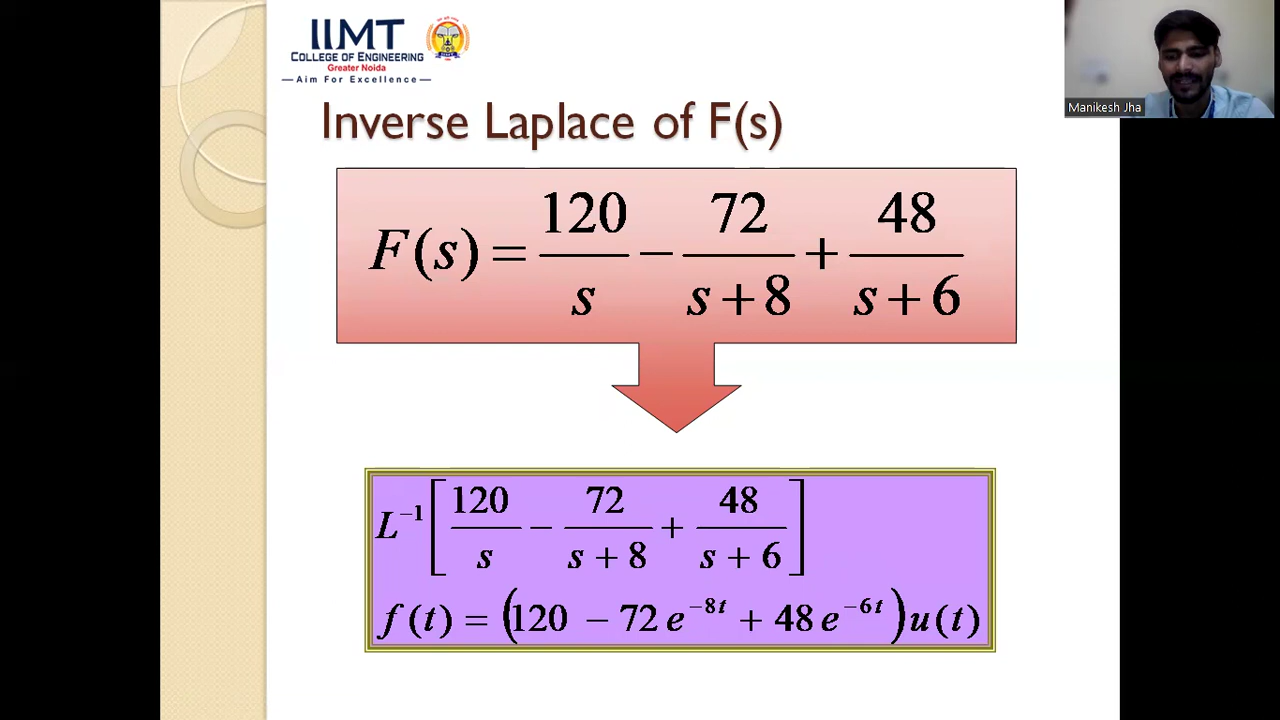 IIMT
COLLEGE OF ENGINEERING
Greater Noida
Aim For Excellence
Manikesh Jha
Inverse Laplace of F(s)
F(s) = 120/s − 72/(s+8) + 48/(s+6)
L⁻¹[120/s − 72/(s+8) + 48/(s+6)]
f(t) = (120 − 72e^{−8t} + 48e^{−6t})u(t)